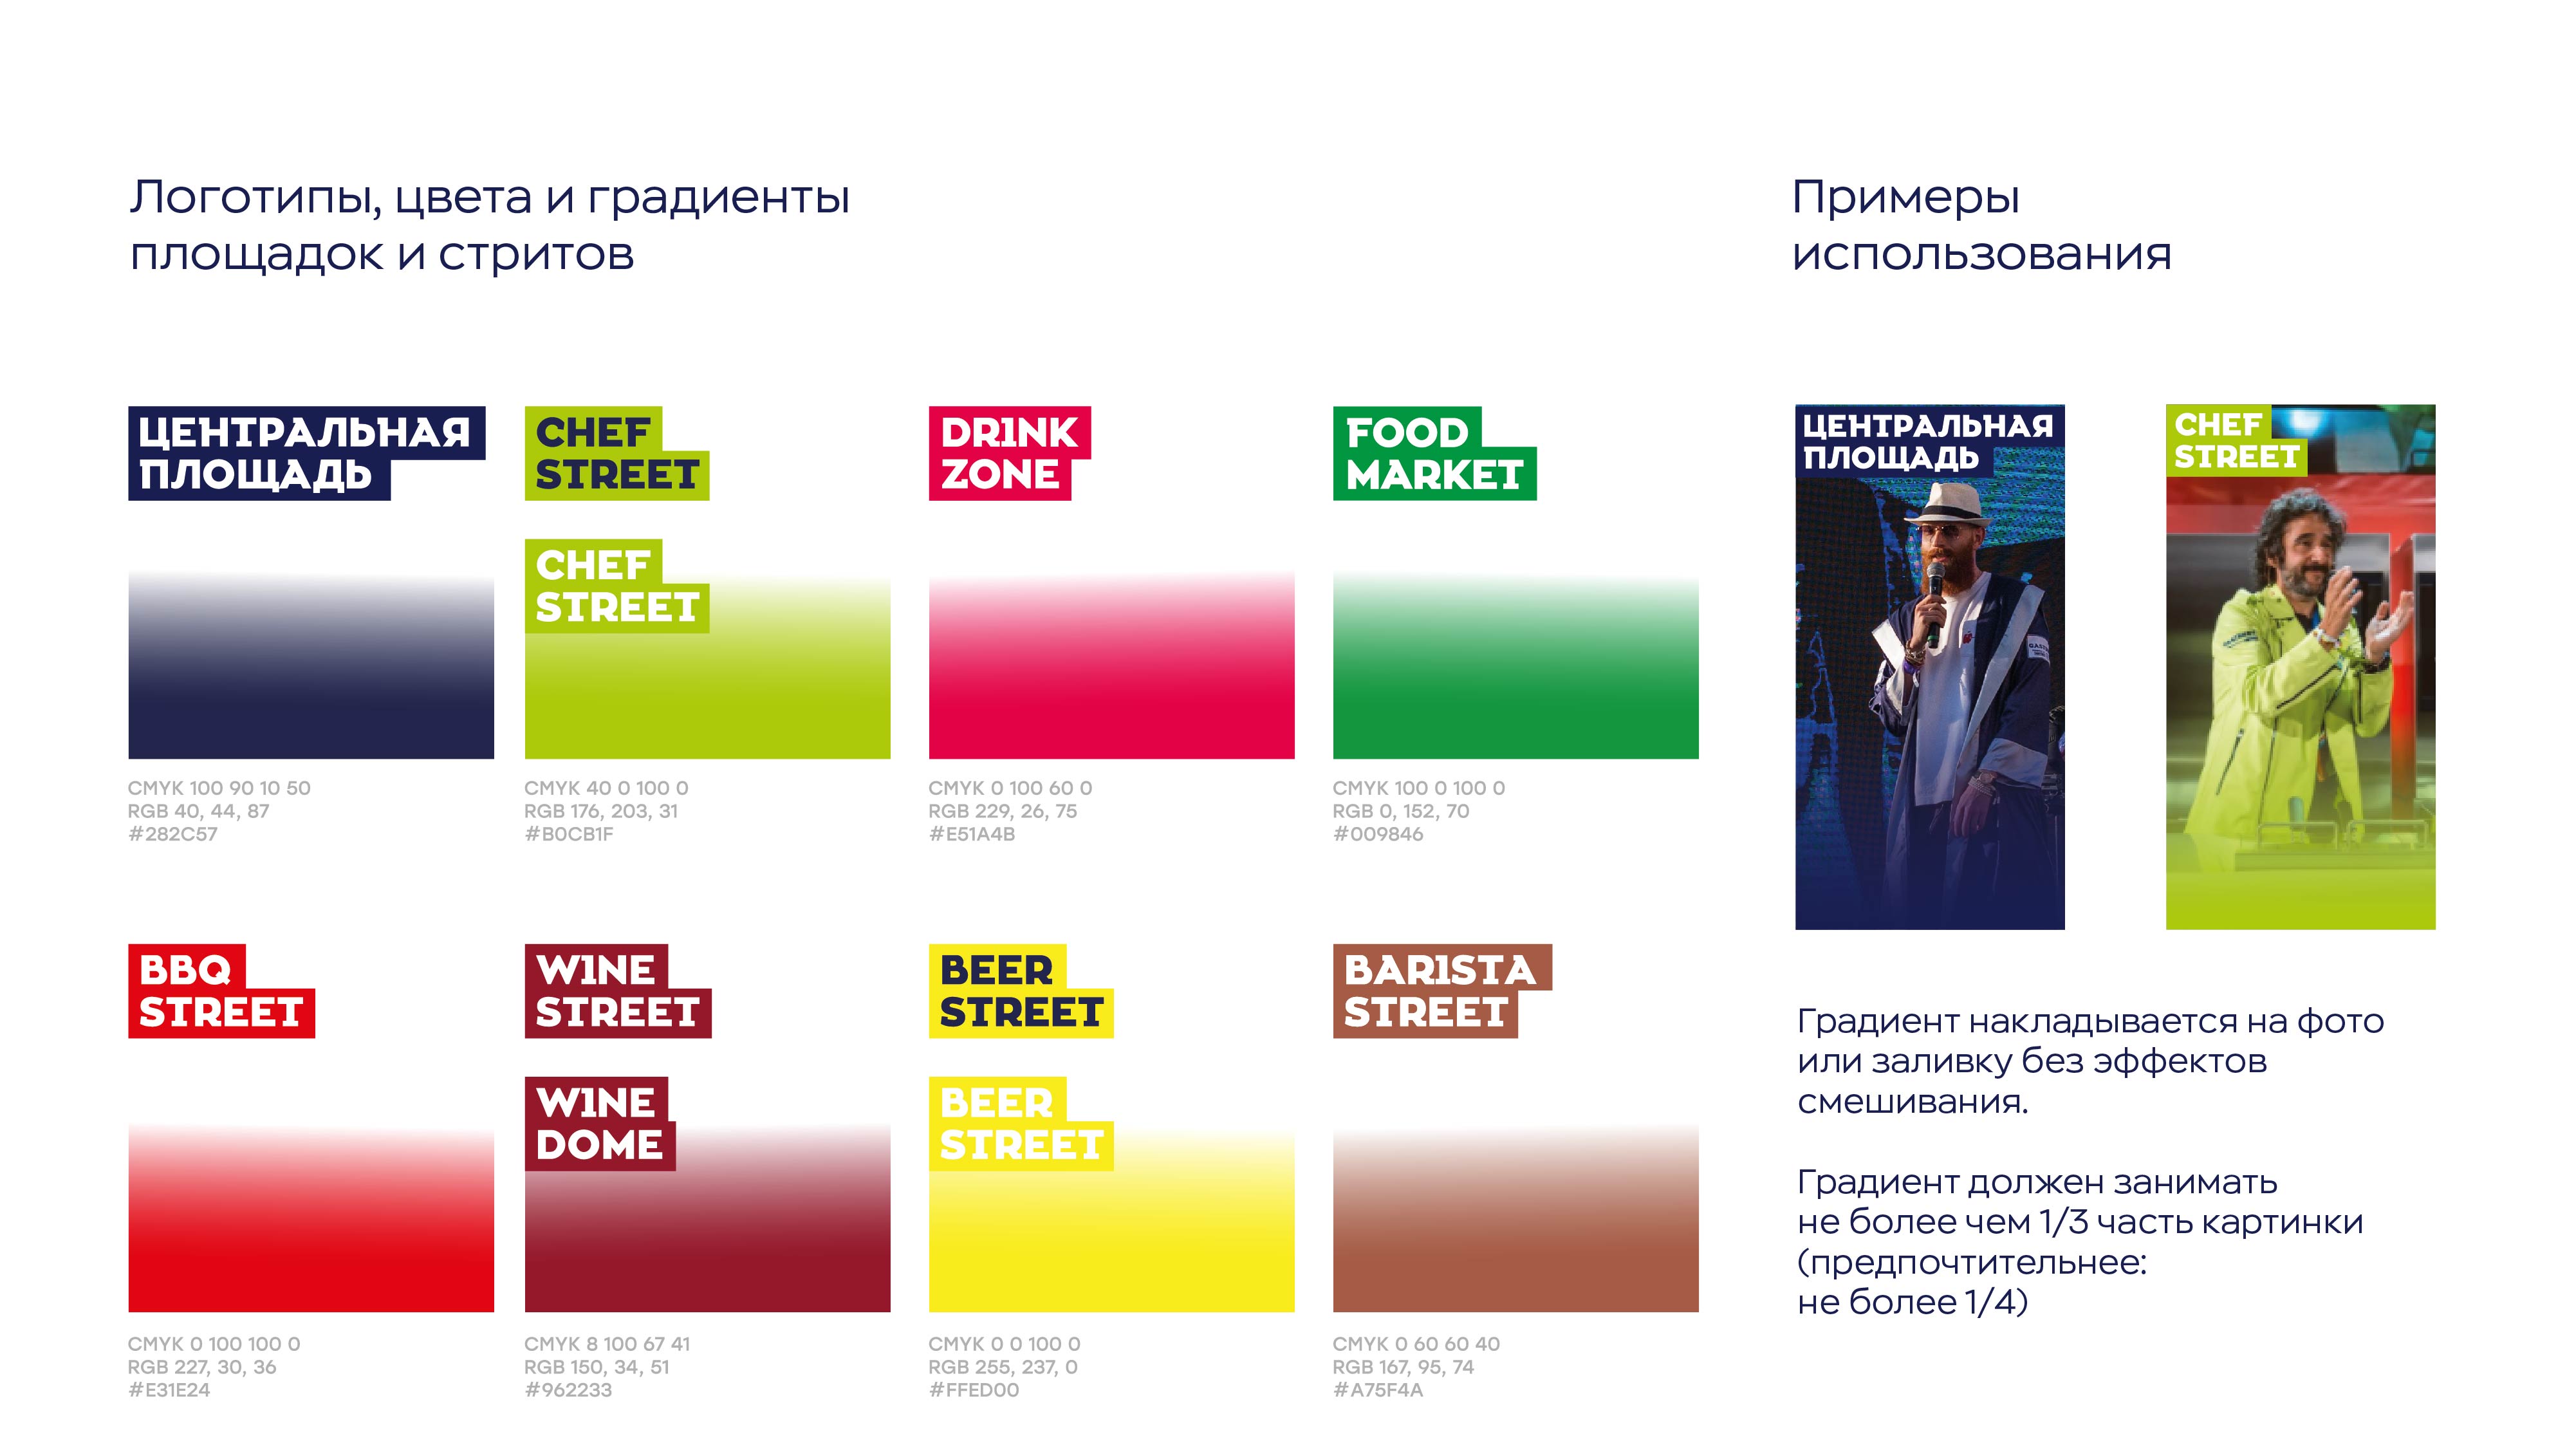 Логотипы, цвета и градиенты
площадок и стритов
Примеры
использования
ЦЕНТРАЛЬНАЯ
ПЛОЩАДЬ
CMYK 100 90 10 50
RGB 40, 44, 87
#282C57
CHEF
STREET
CHEF
STREET
CMYK 40 0 100 0
RGB 176, 203, 31
#B0CB1F
DRINK
ZONE
CMYK 0 100 60 0
RGB 229, 26, 75
#E51A4B
FOOD
MARKET
CMYK 100 0 100 0
RGB 0, 152, 70
#009846
BBQ
STREET
CMYK 0 100 100 0
RGB 227, 30, 36
#E31E24
WINE
STREET
WINE
DOME
CMYK 8 100 67 41
RGB 150, 34, 51
#962233
BEER
STREET
BEER
STREET
CMYK 0 0 100 0
RGB 255, 237, 0
#FFED00
BARISTA
STREET
CMYK 0 60 60 40
RGB 167, 95, 74
#A75F4A
ЦЕНТРАЛЬНАЯ
ПЛОЩАДЬ
CHEF
STREET
Градиент накладывается на фото
или заливку без эффектов
смешивания.
Градиент должен занимать
не более чем 1/3 часть картинки
(предпочтительнее:
не более 1/4)